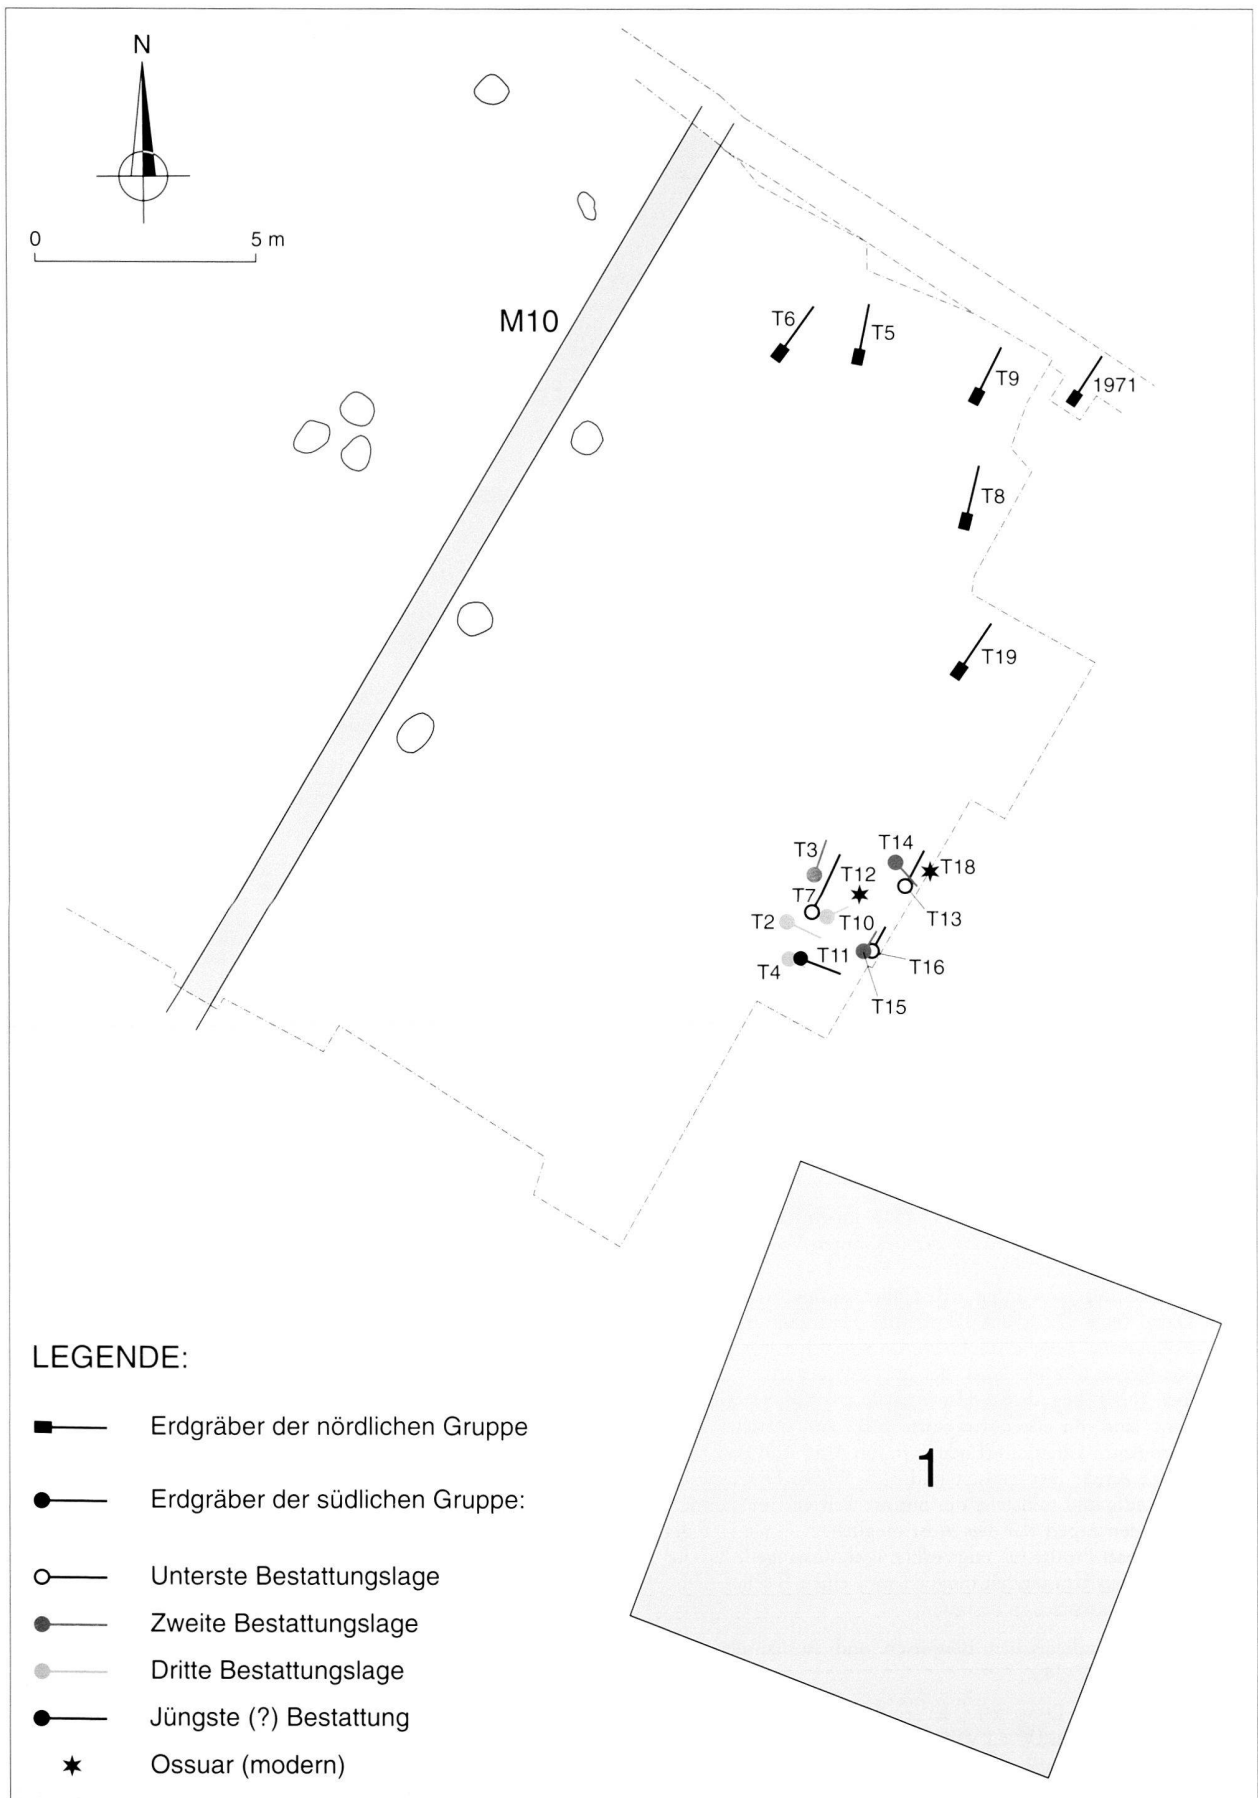 N
0 5 m
M10
T6
T5
T9
1971
T8
T19
T3
T14
T12
T18
T7
T2
T10
T13
T4
T11
T16
T15
1
LEGENDE:
Erdgräber der nördlichen Gruppe
Erdgräber der südlichen Gruppe:
Unterste Bestattungslage
Zweite Bestattungslage
Dritte Bestattungslage
Jüngste (?) Bestattung
Ossuar (modern)